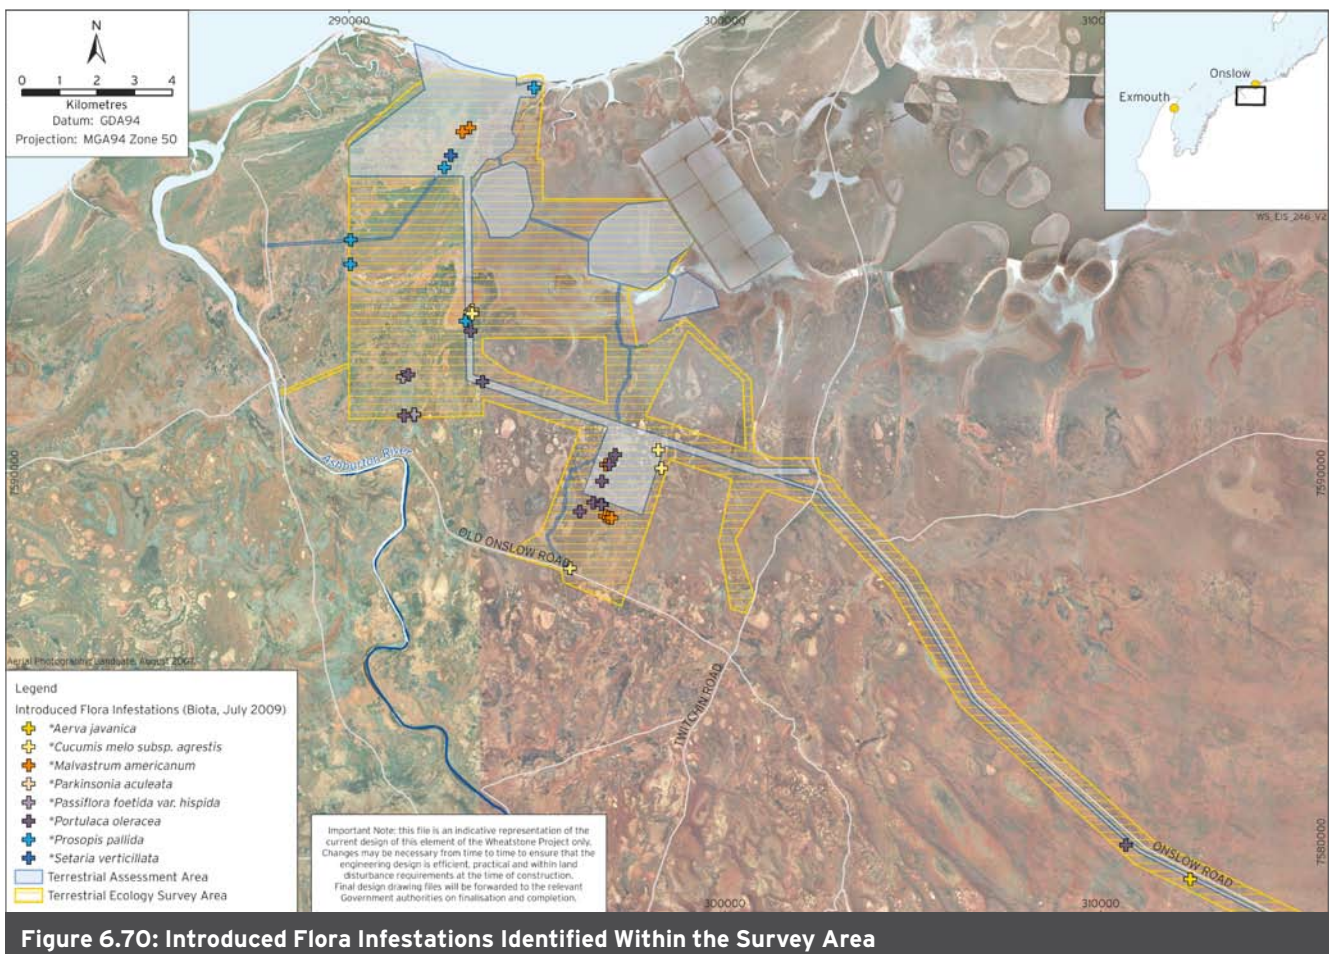 290000
300000
3100
N
0 1 2 3 4
Kilometres
Datum: GDA94
Projection: MGA94 Zone 50
Onslow
Exmouth
WS_EIS_246_V2
7590000
7590000
Ashburton River
OLD ONSLOW ROAD
TWITCHIN ROAD
ONSLOW ROAD
7580000
300000
310000
Aerial Photography: Landgate, August 2007
Legend
Introduced Flora Infestations (Biota, July 2009)
*Aerva javanica
*Cucumis melo subsp. agrestis
*Malvastrum americanum
*Parkinsonia aculeata
*Passiflora foetida var. hispida
*Portulaca oleracea
*Prosopis pallida
*Setaria verticillata
Terrestrial Assessment Area
Terrestrial Ecology Survey Area
Important Note: this file is an indicative representation of the
current design of this element of the Wheatstone Project only.
Changes may be necessary from time to time to ensure that the
engineering design is efficient, practical and within land
disturbance requirements at the time of construction.
Final design drawing files will be forwarded to the relevant
Government authorities on finalisation and completion.
Figure 6.70: Introduced Flora Infestations Identified Within the Survey Area